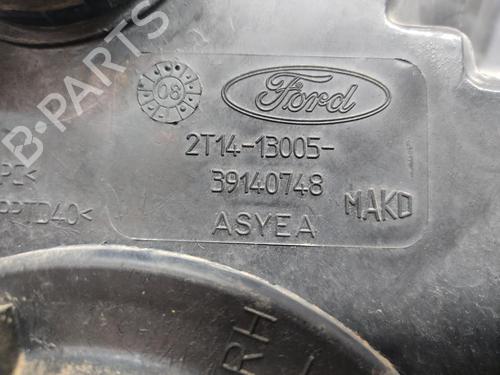 B-PARTS
08
Ford
2T14-13005-
39140748
ASYEA MAKO
PC<
PPTD40<
RH